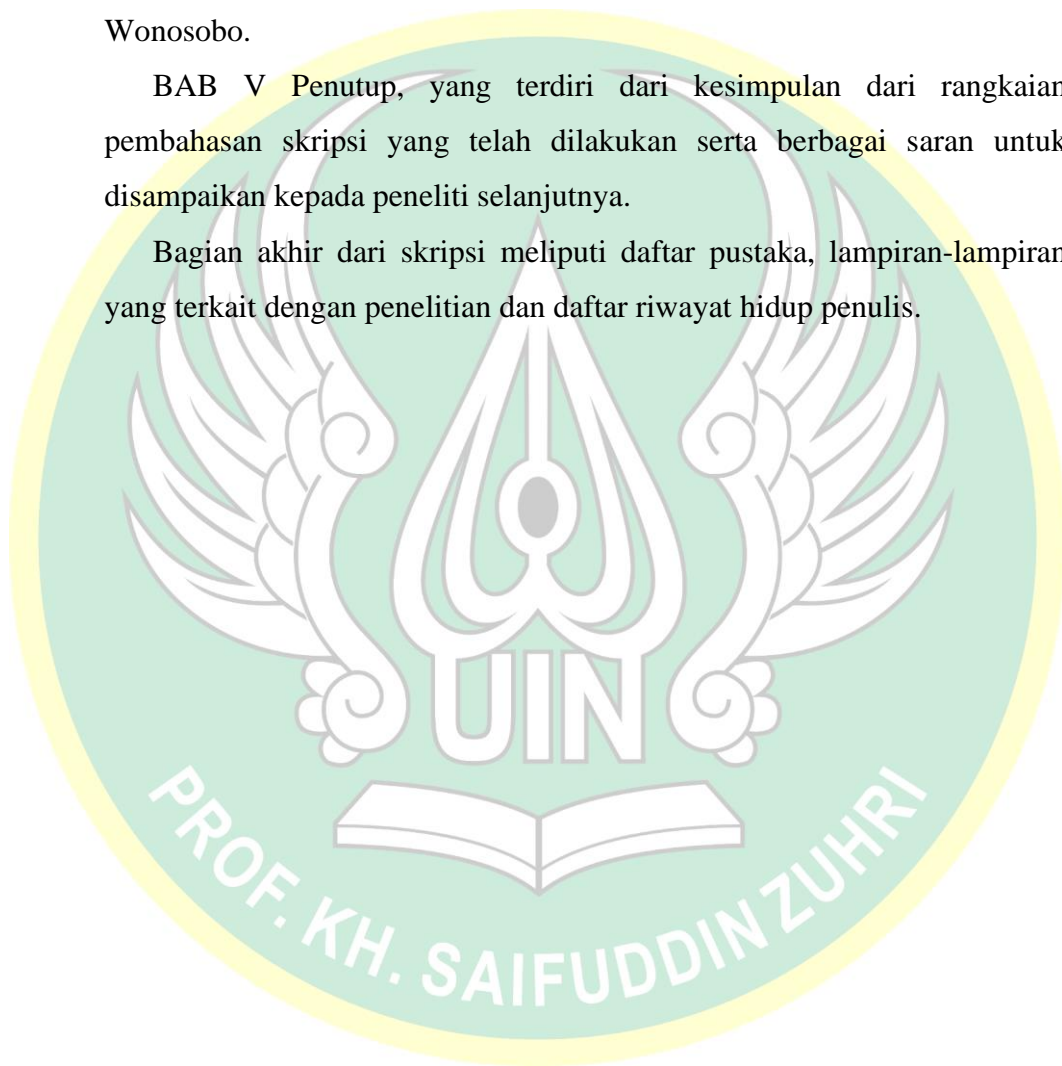 Wonosobo.
BAB V Penutup, yang terdiri dari kesimpulan dari rangkaian
pembahasan skripsi yang telah dilakukan serta berbagai saran untuk
disampaikan kepada peneliti selanjutnya.
Bagian akhir dari skripsi meliputi daftar pustaka, lampiran-lampiran
yang terkait dengan penelitian dan daftar riwayat hidup penulis.
UIN
PROF. KH. SAIFUDDIN ZUHRI